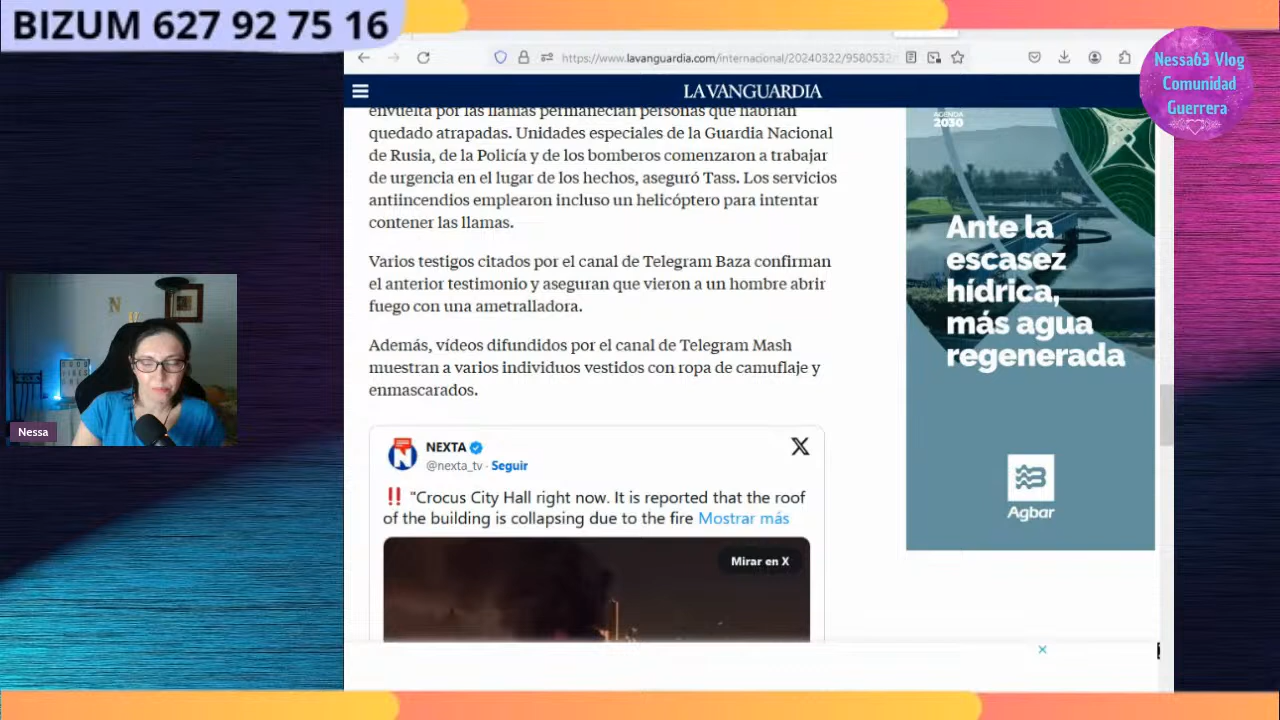 BIZUM 627 92 75 16
https://www.lavanguardia.com/internacional/20240322/9580532/
Nessa63 Vlog
Comunidad
Guerrera
LA VANGUARDIA
envuelta por las llamas permanecían personas que habrían
quedado atrapadas. Unidades especiales de la Guardia Nacional
de Rusia, de la Policía y de los bomberos comenzaron a trabajar
de urgencia en el lugar de los hechos, aseguró Tass. Los servicios
antiincendios emplearon incluso un helicóptero para intentar
contener las llamas.
Varios testigos citados por el canal de Telegram Baza confirman
el anterior testimonio y aseguran que vieron a un hombre abrir
fuego con una ametralladora.
Además, vídeos difundidos por el canal de Telegram Mash
muestran a varios individuos vestidos con ropa de camuflaje y
enmascarados.
NEXTA
@nexta_tv · Seguir
X
‼ "Crocus City Hall right now. It is reported that the roof
of the building is collapsing due to the fire Mostrar más
Mirar en X
AGENDA
2030
Ante la
escasez
hídrica,
más agua
regenerada
Agbar
N
Nessa